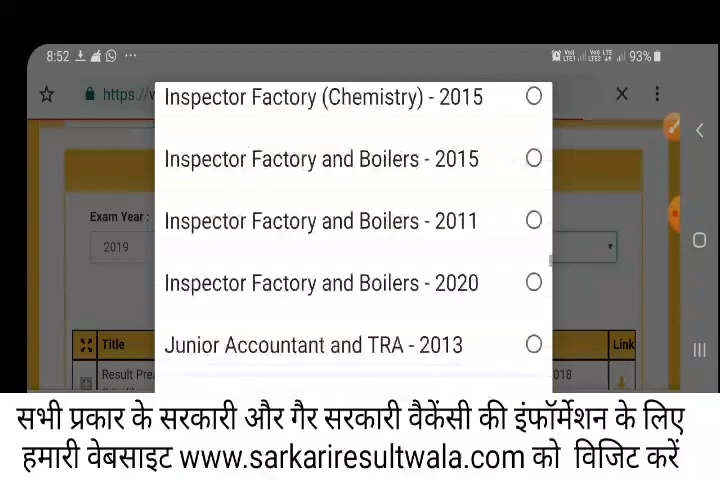 8:52
93%
https://
Inspector Factory (Chemistry) - 2015
Inspector Factory and Boilers - 2015
Exam Year :
Inspector Factory and Boilers - 2011
2019
Inspector Factory and Boilers - 2020
Title
Junior Accountant and TRA - 2013
Link
Result
018
सभी प्रकार के सरकारी और गैर सरकारी वैकेंसी की इंफॉर्मेशन के लिए
हमारी वेबसाइट www.sarkariresultwala.com को विजिट करें